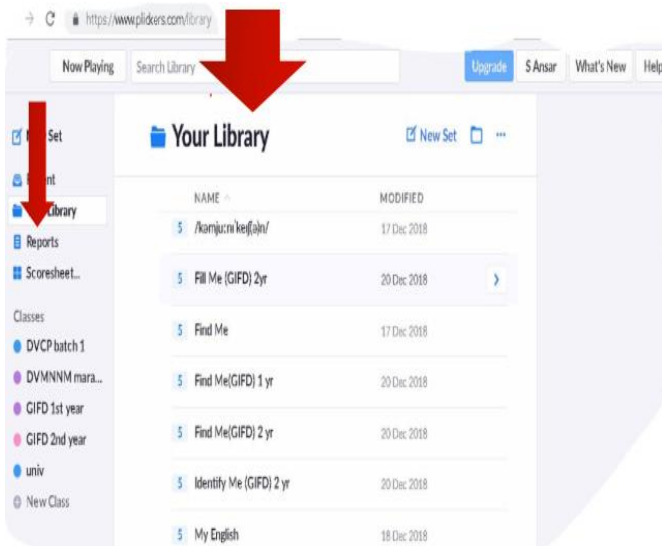 https://www.plickers.com/library
Now Playing Search Library Upgrade S Ansar What's New Help
Set
Your Library New Set ...
Library
NAME MODIFIED
/kəmjuːnɪˈkeɪʃ(ə)n/ 17 Dec 2018
Reports
5 Fill Me (GIFD) 2yr 20 Dec 2018
Scoresheet...
Classes
5 Find Me 17 Dec 2018
DVCP batch 1
DVMNNM mara...
5 Find Me(GIFD) 1 yr 20 Dec 2018
GIFD 1st year
GIFD 2nd year
5 Find Me(GIFD) 2 yr 20 Dec 2018
univ
5 Identify Me (GIFD) 2 yr 20 Dec 2018
New Class
5 My English 18 Dec 2018